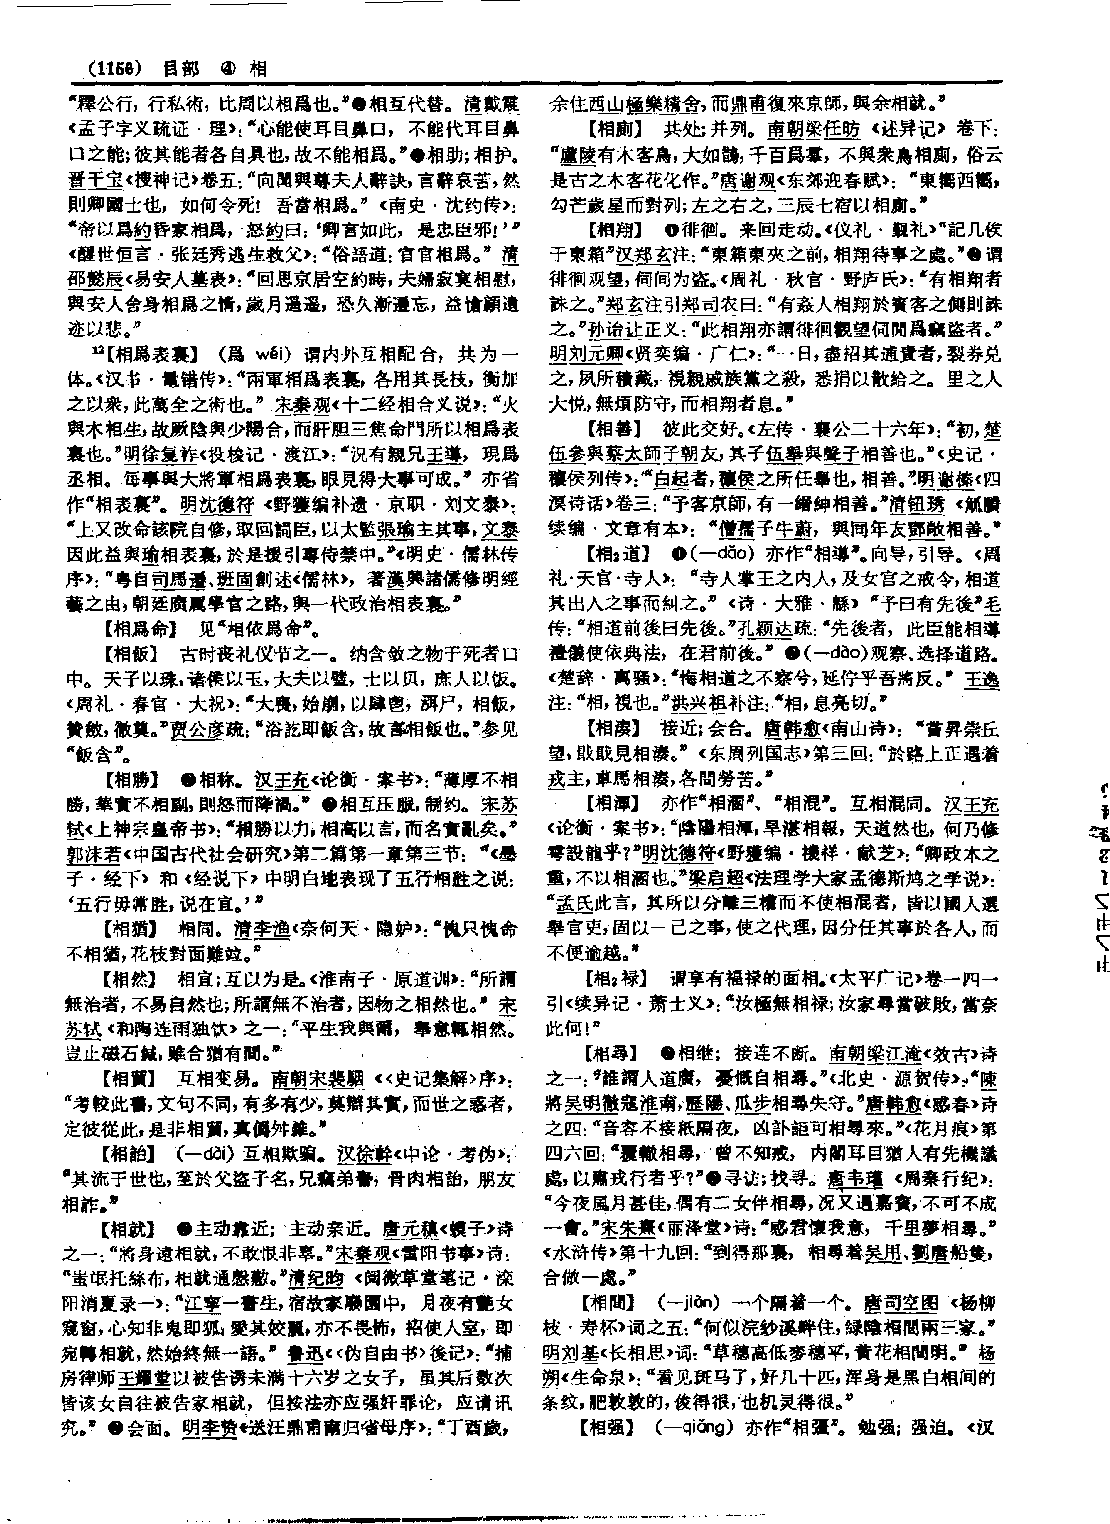 (1156) 目部 ④ 相
“釋公行，行私術，比周以相爲也。”●相互代替。清戴震
《孟子字义疏证·理》：“心能使耳目鼻口，不能代耳目鼻
口之能；彼其能者各自具也，故不能相爲。”●相助；相护。
晋干宝《搜神记》卷五：“向聞與尊夫人辭訣，言辭哀苦，然
則卿國士也，如何令死！吾當相爲。”《南史·沈约传》：
“帝以爲約昏家相爲，怒約曰：‘卿言如此，是忠臣邪！’”
《醒世恒言·张廷秀逃生救父》：“俗語道：官官相爲。”清
邵懿辰《易安人墓表》：“回思京居空約時，夫婦寂寞相慰，
與安人舍身相爲之情，歲月遥遥，恐久漸遺忘，益愴顧遺
迹以悲。”
12【相爲表裏】（爲 wéi）谓内外互相配合，共为一
体。《汉书·鼂错传》：“兩軍相爲表裏，各用其長技，衡加
之以衆，此萬全之術也。”宋秦观《十二经相合义说》：“火
與木相生，故厥陰與少陽合，而肝胆三焦命門所以相爲表
裏也。”明徐复祚《投梭记·渡江》：“況有親兄王導，現爲
丞相。每事與大將軍相爲表裏，眼見得大事可成。”亦省
作“相表裏”。明沈德符《野獲编补遗·京职·刘文泰》：
“上又改命該院自修，取回謫臣，以太監張瑜主其事，文泰
因此益與瑜相表裏，於是援引專侍禁中。”《明史·儒林传
序》：“粤自司馬遷、班固創述《儒林》，著漢興諸儒修明經
藝之由，朝廷廣厲學官之路，與一代政治相表裏。”
【相爲命】 见“相依爲命”。
【相飯】 古时丧礼仪节之一。纳含敛之物于死者口
中。天子以珠，诸侯以玉，大夫以璧，士以贝，庶人以饭。
《周礼·春官·大祝》：“大喪，始崩，以肆鬯，渳尸，相飯，
贊斂，徹奠。”贾公彦疏：“浴訖即飯含，故言相飯也。”参见
“飯含”。
【相勝】 ●相称。汉王充《论衡·案书》：“薄厚不相
勝，華實不相副，則怒而降禍。”●相互压服，制约。宋苏
轼《上神宗皇帝书》：“相勝以力，相高以言，而名實亂矣。”
郭沫若《中国古代社会研究》第二篇第一章第三节：“《墨
子·经下》和《经说下》中明白地表现了五行相胜之说：
‘五行毋常胜，说在宜。’”
【相猶】 相同。清李渔《奈何天·隐妒》：“愧只愧命
不相猶，花枝對面難竝。”
【相然】 相宜；互以为是。《淮南子·原道训》：“所謂
無治者，不易自然也；所謂無不治者，因物之相然也。”宋
苏轼《和陶连雨独饮》之一：“平生我與爾，舉意輒相然。
豈止磁石鍼，雖合猶有間。”
【相貿】 互相变易。南朝宋裴駰《〈史记集解〉序》：
“考較此書，文句不同，有多有少，莫辯其實，而世之惑者，
定彼從此，是非相貿，真僞舛雜。”
【相詒】 （—dài）互相欺骗。汉徐幹《中论·考伪》：
“其流于世也，至於父盜子名，兄竊弟譽，骨肉相詒，朋友
相詐。”
【相就】 ●主动靠近；主动亲近。唐元稹《蟆子》诗
之一：“將身遠相就，不敢恨非辜。”宋秦观《雷阳书事》诗：
“蚩氓托絲布，相就通慇懃。”清纪昀《阅微草堂笔记·滦
阳消夏录一》：“江寧一書生，宿故家廢園中，月夜有艷女
窺窗，心知非鬼即狐，愛其姣麗，亦不畏怖，招使入室，即
宛轉相就，然始終無一語。”鲁迅《〈伪自由书〉後记》：“捕
房律师王耀堂以被告诱未满十六岁之女子，虽其后数次
皆该女自往被告家相就，但按法亦应强奸罪论，应请讯
究。”●会面。明李贽《送汪鼎甫南归省母序》：“丁酉歲，
余住西山極樂精舍，而鼎甫復來京師，與余相就。”
【相廁】 共处；并列。南朝梁任昉《述异记》卷下：
“廬陵有木客鳥，大如鵲，千百爲羣，不與衆鳥相廁，俗云
是古之木客花化作。”唐谢观《东郊迎春赋》：“東嚮西嚮，
勾芒歲星而對列；左之右之，三辰七宿以相廁。”
【相翔】 ●徘徊。来回走动。《仪礼·觐礼》“記几俟
于東箱”汉郑玄注：“東箱東夾之前，相翔待事之處。”●谓
徘徊观望，伺间为盗。《周礼·秋官·野庐氏》：“有相翔者
誅之。”郑玄注引郑司农曰：“有姦人相翔於賓客之側則誅
之。”孙诒让正义：“此相翔亦謂徘徊觀望伺間爲竊盜者。”
明刘元卿《贤奕编·广仁》：“一日，盡招其逋責者，裂券兑
之，夙所積藏，視親戚族黨之殺，悉捐以散給之。里之人
大悦，無煩防守，而相翔者息。”
【相善】 彼此交好。《左传·襄公二十六年》：“初，楚
伍參與蔡太師子朝友，其子伍舉與聲子相善也。”《史记·
穰侯列传》：“白起者，穰侯之所任舉也，相善。”明谢榛《四
溟诗话》卷三：“予客京師，有一縉紳相善。”清钮琇《觚賸
续编·文章有本》：“僧孺子牛蔚，與同年友鄧敞相善。”
【相2道】 ●（—dǎo）亦作“相導”。向导，引导。《周
礼·天官·寺人》：“寺人掌王之内人，及女宫之戒令，相道
其出人之事而糾之。”《诗·大雅·緜》“予曰有先後”毛
传：“相道前後曰先後。”孔颖达疏：“先後者，此臣能相導
禮儀使依典法，在君前後。”●（—dào）观察、选择道路。
《楚辞·离骚》：“悔相道之不察兮，延佇乎吾將反。”王逸
注：“相，視也。”洪兴祖补注：“相，息亮切。”
【相湊】 接近；会合。唐韩愈《南山诗》：“嘗昇崇丘
望，戢戢見相湊。”《东周列国志》第三回：“於路上正遇着
戎主，車馬相湊，各問勞苦。”
【相渾】 亦作“相溷”、“相混”。互相混同。汉王充
《论衡·案书》：“陰陽相渾，旱湛相報，天道然也，何乃修
雩設龍乎？”明沈德符《野獲编·禨祥·献芝》：“卿政本之
重，不以相溷也。”梁启超《法理学大家孟德斯鸠之学说》：
“孟氏此言，其所以分離三權而不使相混者，皆以國人選
舉官吏，固以一己之事，使之代理，因分任其事於各人，而
不便逾越。”
【相2禄】 谓享有福禄的面相。《太平广记》卷一四一
引《续异记·萧士义》：“汝極無相禄，汝家尋當破敗，當奈
此何！”
【相尋】 ●相继；接连不断。南朝梁江淹《效古》诗
之一：“誰謂人道廣，憂慨自相尋。”《北史·源贺传》：“陳
將吴明徹寇淮南，歷陽、瓜步相尋失守。”唐韩愈《感春》诗
之四：“音容不接衹隔夜，凶訃詎可相尋來。”《花月痕》第
四六回：“覆轍相尋，曾不知戒，内閣耳目猶人有先機議
處，以厲戎行者乎？”●寻访；找寻。唐韦瓘《周秦行纪》：
“今夜風月甚佳，偶有二女伴相尋，況又遇嘉賓，不可不成
一會。”宋朱熹《丽泽堂》诗：“感君懷我意，千里夢相尋。”
《水浒传》第十九回：“到得那裏，相尋着吴用、劉唐船隻，
合做一處。”
【相間】 （—jiàn）一个隔着一个。唐司空图《杨柳
枝·寿杯》词之五：“何似浣紗溪畔住，緑陰相間兩三家。”
明刘基《长相思》词：“草穗高低麥穗平，黄花相間明。”杨
朔《生命泉》：“看见斑马了，好几十匹，浑身是黑白相间的
条纹，肥敦敦的，俊得很，也机灵得很。”
【相强】 （—qiǎng）亦作“相彊”。勉强；强迫。《汉